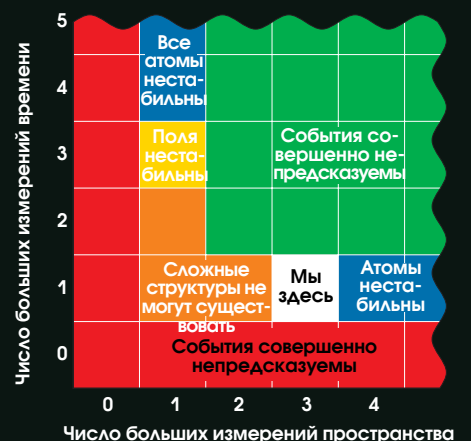 Число больших измерений времени
5
4
3
2
1
0
Все
атомы
неста-
бильны
Поля
неста-
бильны
События со-
вершенно не-
предсказуемы
Сложные
структуры не
могут сущест-
вовать
Мы
здесь
Атомы
неста-
бильны
События совершенно
непредсказуемы
0 1 2 3 4
Число больших измерений пространства